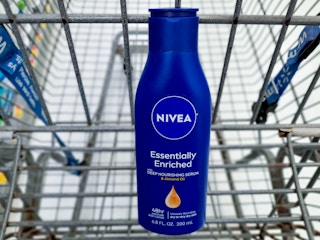 NIVEA
Essentially
Enriched
DEEP NOURISHING SERUM
& Almond Oil
48H
6.8 FL. OZ. 200 mL